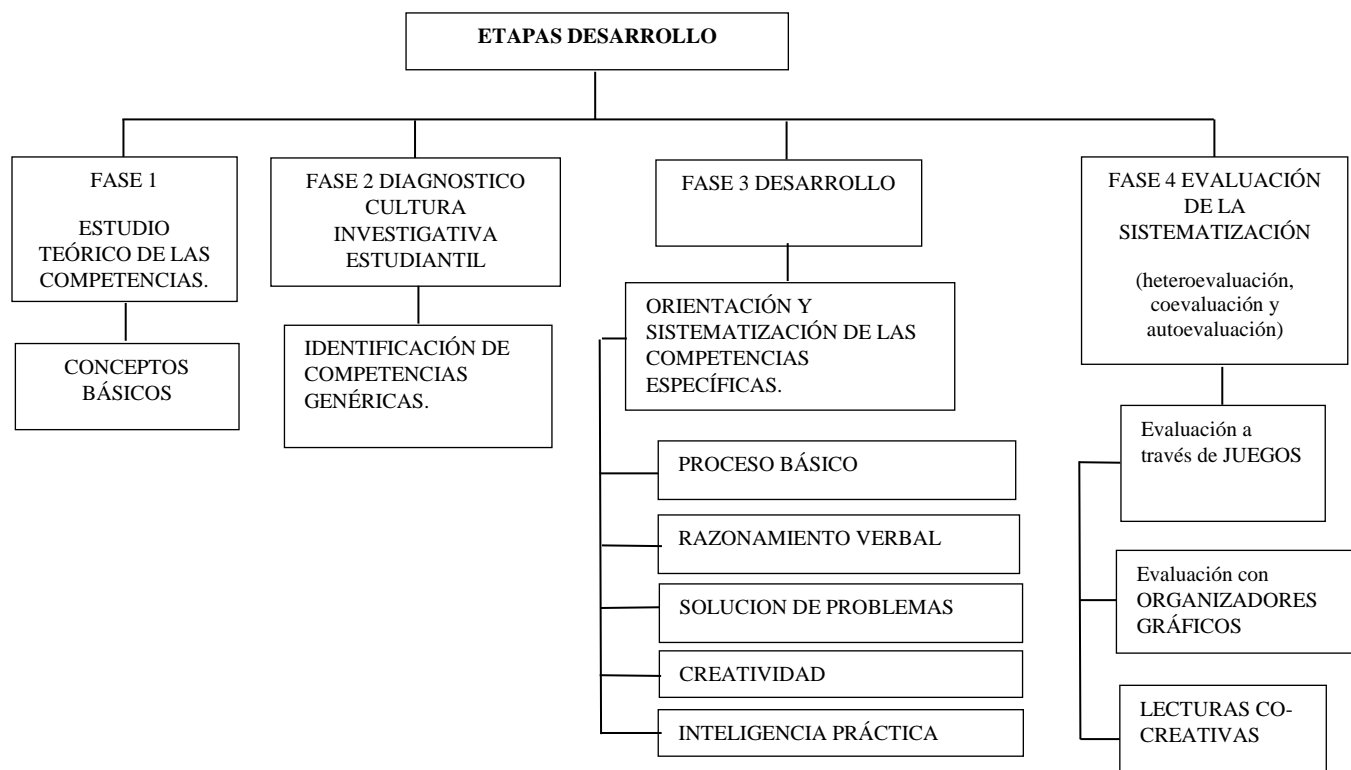 ETAPAS DESARROLLO
FASE 1
ESTUDIO
TEÓRICO DE LAS
COMPETENCIAS.
CONCEPTOS
BÁSICOS
FASE 2 DIAGNOSTICO
CULTURA
INVESTIGATIVA
ESTUDIANTIL
IDENTIFICACIÓN DE
COMPETENCIAS
GENÉRICAS.
FASE 3 DESARROLLO
ORIENTACIÓN Y
SISTEMATIZACIÓN DE LAS
COMPETENCIAS
ESPECÍFICAS.
PROCESO BÁSICO
RAZONAMIENTO VERBAL
SOLUCION DE PROBLEMAS
CREATIVIDAD
INTELIGENCIA PRÁCTICA
FASE 4 EVALUACIÓN
DE LA
SISTEMATIZACIÓN
(heteroevaluación,
coevaluación y
autoevaluación)
Evaluación a
través de JUEGOS
Evaluación con
ORGANIZADORES
GRÁFICOS
LECTURAS CO-
CREATIVAS